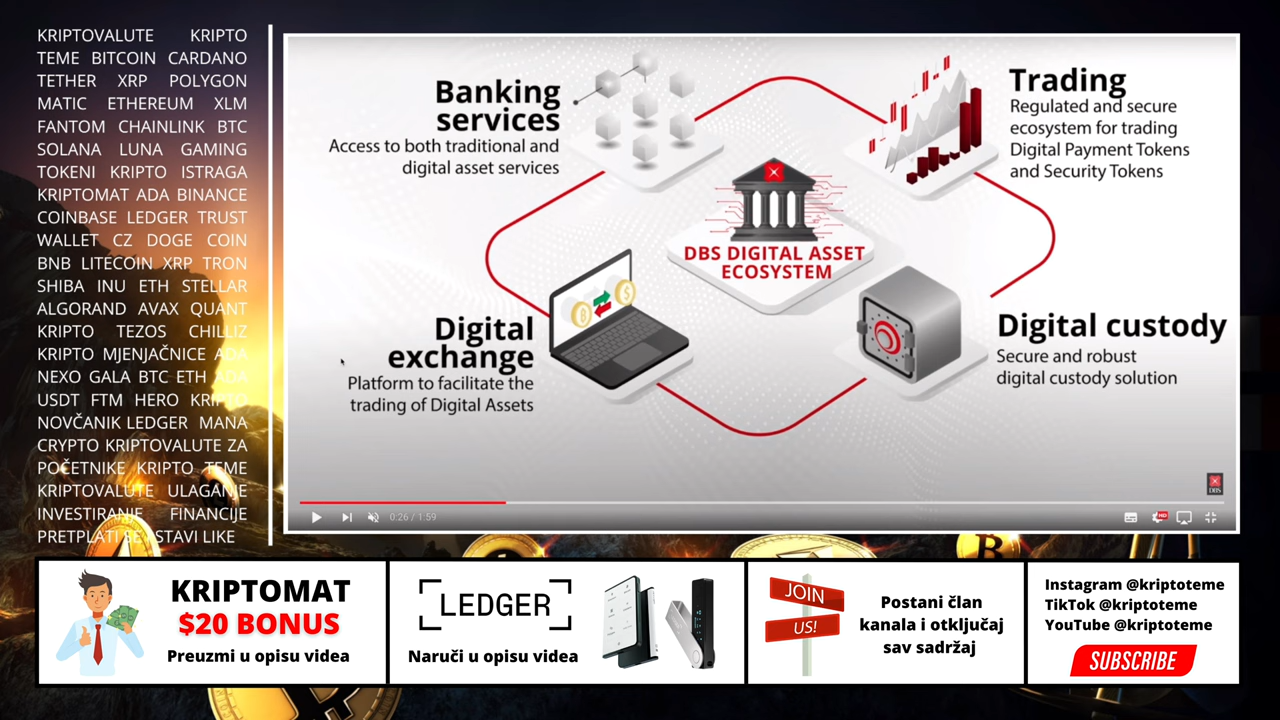 KRIPTOVALUTE KRIPTO
TEME BITCOIN CARDANO
TETHER XRP POLYGON
MATIC ETHEREUM XLM
FANTOM CHAINLINK BTC
SOLANA LUNA GAMING
TOKENI KRIPTO ISTRAGA
KRIPTOMAT ADA BINANCE
COINBASE LEDGER TRUST
WALLET CZ DOGE COIN
BNB LITECOIN XRP TRON
SHIBA INU ETH STELLAR
ALGORAND AVAX QUANT
KRIPTO TEZOS CHILLIZ
KRIPTO MJENJAČNICE ADA
NEXO GALA BTC ETH ADA
USDT FTM HERO KRIPTO
NOVČANIK LEDGER MANA
CRYPTO KRIPTOVALUTE ZA
POČETNIKE KRIPTO TEME
KRIPTOVALUTE ULAGANJE
INVESTIRANJE FINANCIJE
PRETPLATI SE STAVI LIKE
Banking
services
Access to both traditional and
digital asset services
Trading
Regulated and secure
ecosystem for trading
Digital Payment Tokens
and Security Tokens
DBS DIGITAL ASSET
ECOSYSTEM
Digital
exchange
Platform to facilitate the
trading of Digital Assets
Digital custody
Secure and robust
digital custody solution
DBS
0:26 / 1:59
HD
KRIPTOMAT
$20 BONUS
Preuzmi u opisu videa
LEDGER
Naruči u opisu videa
JOIN
US!
Postani član
kanala i otključaj
sav sadržaj
Instagram @kriptoteme
TikTok @kriptoteme
YouTube @kriptoteme
SUBSCRIBE